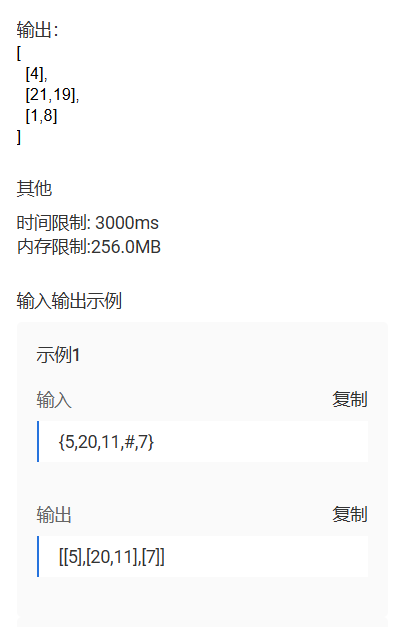 输出：
[
[4],
[21,19],
[1,8]
]
其他
时间限制: 3000ms
内存限制:256.0MB
输入输出示例
示例1
输入 复制
{5,20,11,#,7}
输出 复制
[[5],[20,11],[7]]